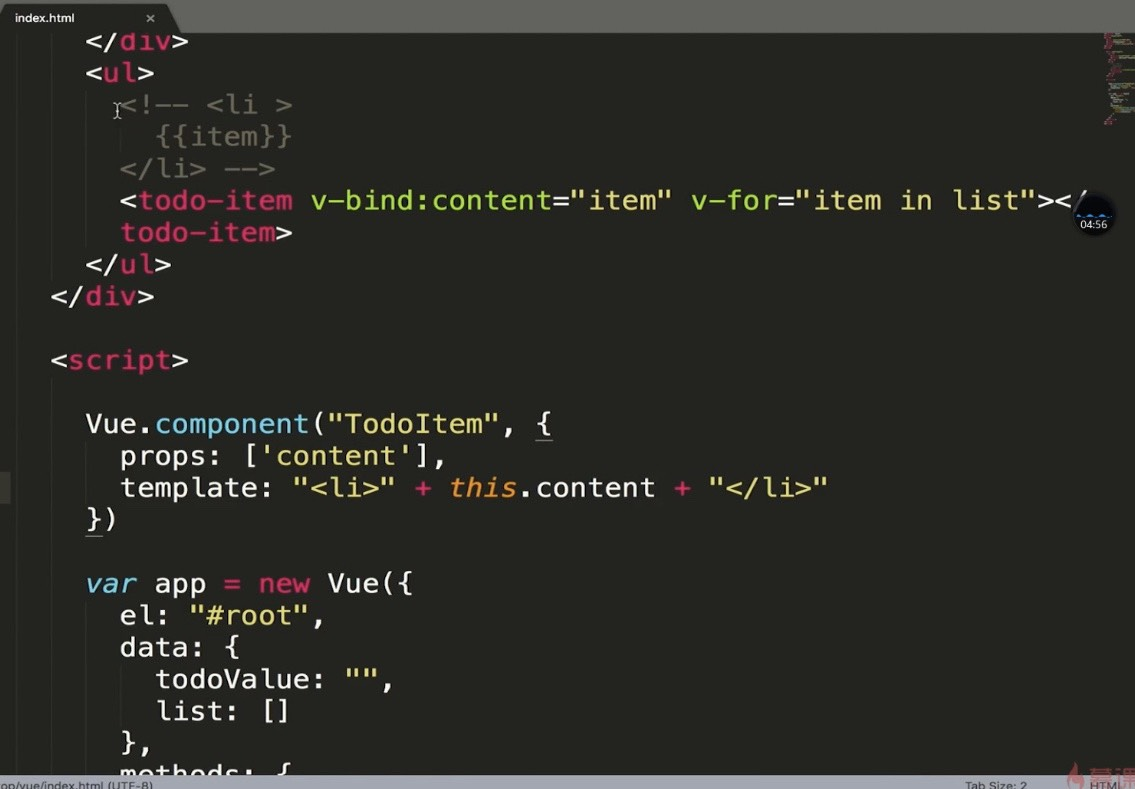 index.html ×
</div>
<ul>
<!-- <li >
{{item}}
</li> -->
<todo-item v-bind:content="item" v-for="item in list"></
todo-item>
</ul>
</div>
<script>
Vue.component("TodoItem", {
props: ['content'],
template: "<li>" + this.content + "</li>"
})
var app = new Vue({
el: "#root",
data: {
todoValue: "",
list: []
},
methods: {
op/vue/index.html (UTF-8) Tab Size: 2 HTML
04:56